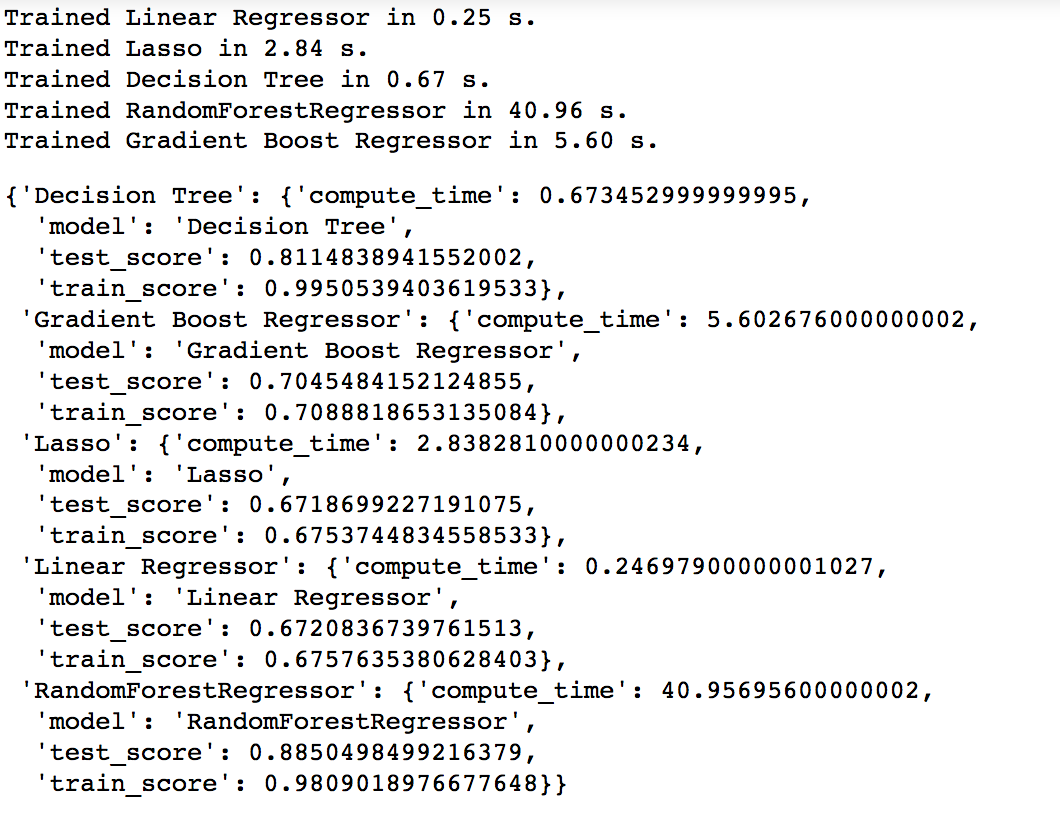 Trained Linear Regressor in 0.25 s.
Trained Lasso in 2.84 s.
Trained Decision Tree in 0.67 s.
Trained RandomForestRegressor in 40.96 s.
Trained Gradient Boost Regressor in 5.60 s.
{'Decision Tree': {'compute_time': 0.673452999999995,
'model': 'Decision Tree',
'test_score': 0.8114838941552002,
'train_score': 0.9950539403619533},
'Gradient Boost Regressor': {'compute_time': 5.602676000000002,
'model': 'Gradient Boost Regressor',
'test_score': 0.7045484152124855,
'train_score': 0.7088818653135084},
'Lasso': {'compute_time': 2.8382810000000234,
'model': 'Lasso',
'test_score': 0.6718699227191075,
'train_score': 0.6753744834558533},
'Linear Regressor': {'compute_time': 0.24697900000001027,
'model': 'Linear Regressor',
'test_score': 0.6720836739761513,
'train_score': 0.6757635380628403},
'RandomForestRegressor': {'compute_time': 40.95695600000002,
'model': 'RandomForestRegressor',
'test_score': 0.8850498499216379,
'train_score': 0.9809018976677648}}